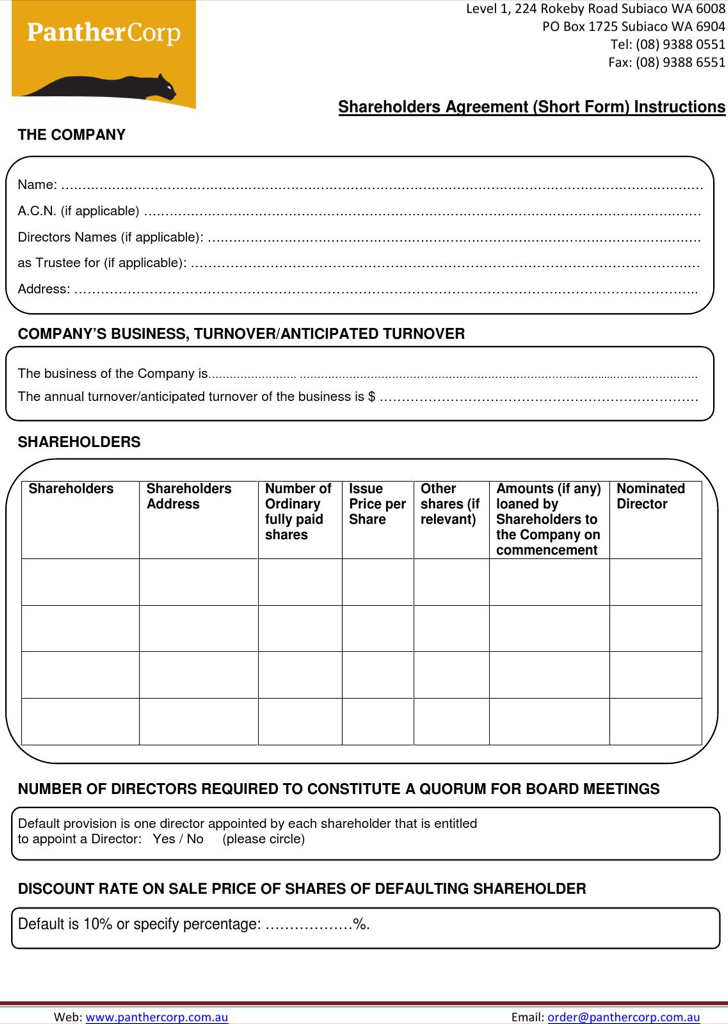 PantherCorp
Level 1, 224 Rokeby Road Subiaco WA 6008
PO Box 1725 Subiaco WA 6904
Tel: (08) 9388 0551
Fax: (08) 9388 6551
Shareholders Agreement (Short Form) Instructions
THE COMPANY
Name: ……………………………………………………………………………………………………………………………
A.C.N. (if applicable) ……………………………………………………………………………………………………………
Directors Names (if applicable): ………………………………………………………………………………………………
as Trustee for (if applicable): …………………………………………………………………………………………………
Address: …………………………………………………………………………………………………………………………..
COMPANY'S BUSINESS, TURNOVER/ANTICIPATED TURNOVER
The business of the Company is........................ ............................................................................................................
The annual turnover/anticipated turnover of the business is $ ………………………………………………………………
SHAREHOLDERS
Shareholders
Shareholders
Address
Number of
Ordinary
fully paid
shares
Issue
Price per
Share
Other
shares (if
relevant)
Amounts (if any)
loaned by
Shareholders to
the Company on
commencement
Nominated
Director
NUMBER OF DIRECTORS REQUIRED TO CONSTITUTE A QUORUM FOR BOARD MEETINGS
Default provision is one director appointed by each shareholder that is entitled
to appoint a Director: Yes / No (please circle)
DISCOUNT RATE ON SALE PRICE OF SHARES OF DEFAULTING SHAREHOLDER
Default is 10% or specify percentage: ………………%.
Web: www.panthercorp.com.au Email: order@panthercorp.com.au